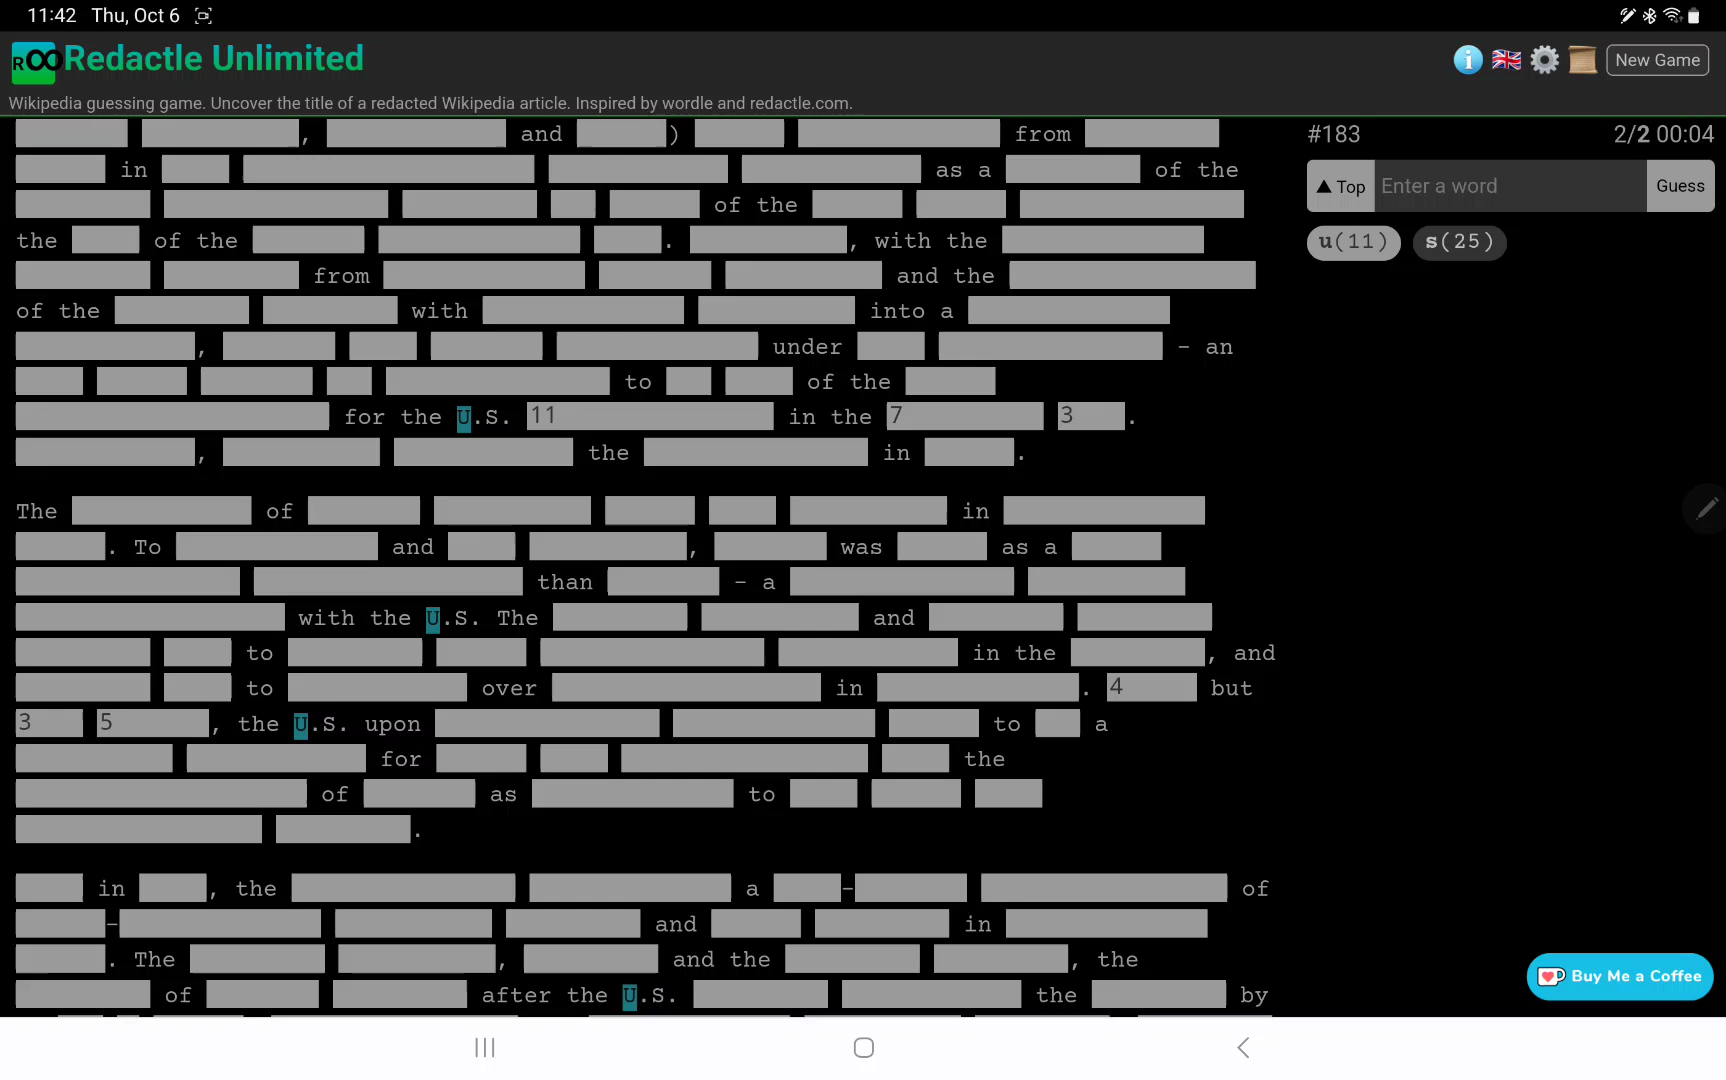 11:42 Thu, Oct 6
R∞ Redactle Unlimited
New Game
Wikipedia guessing game. Uncover the title of a redacted Wikipedia article. Inspired by wordle and redactle.com.
#183 2/2 00:04
▲ Top Enter a word Guess
u(11) s(25)
, and ) from
in as a of the
of the
the of the . , with the
from and the
of the with into a
, under – an
to of the
for the U.S. 11 in the 7 3 .
, the in .
The of in
. To and , was as a
than – a
with the U.S. The and
to in the , and
to over in . 4 but
3 5 , the U.S. upon to a
for the
of as to
.
in , the a - of
- and in
. The , and the , the
of after the U.S. the by
Buy Me a Coffee